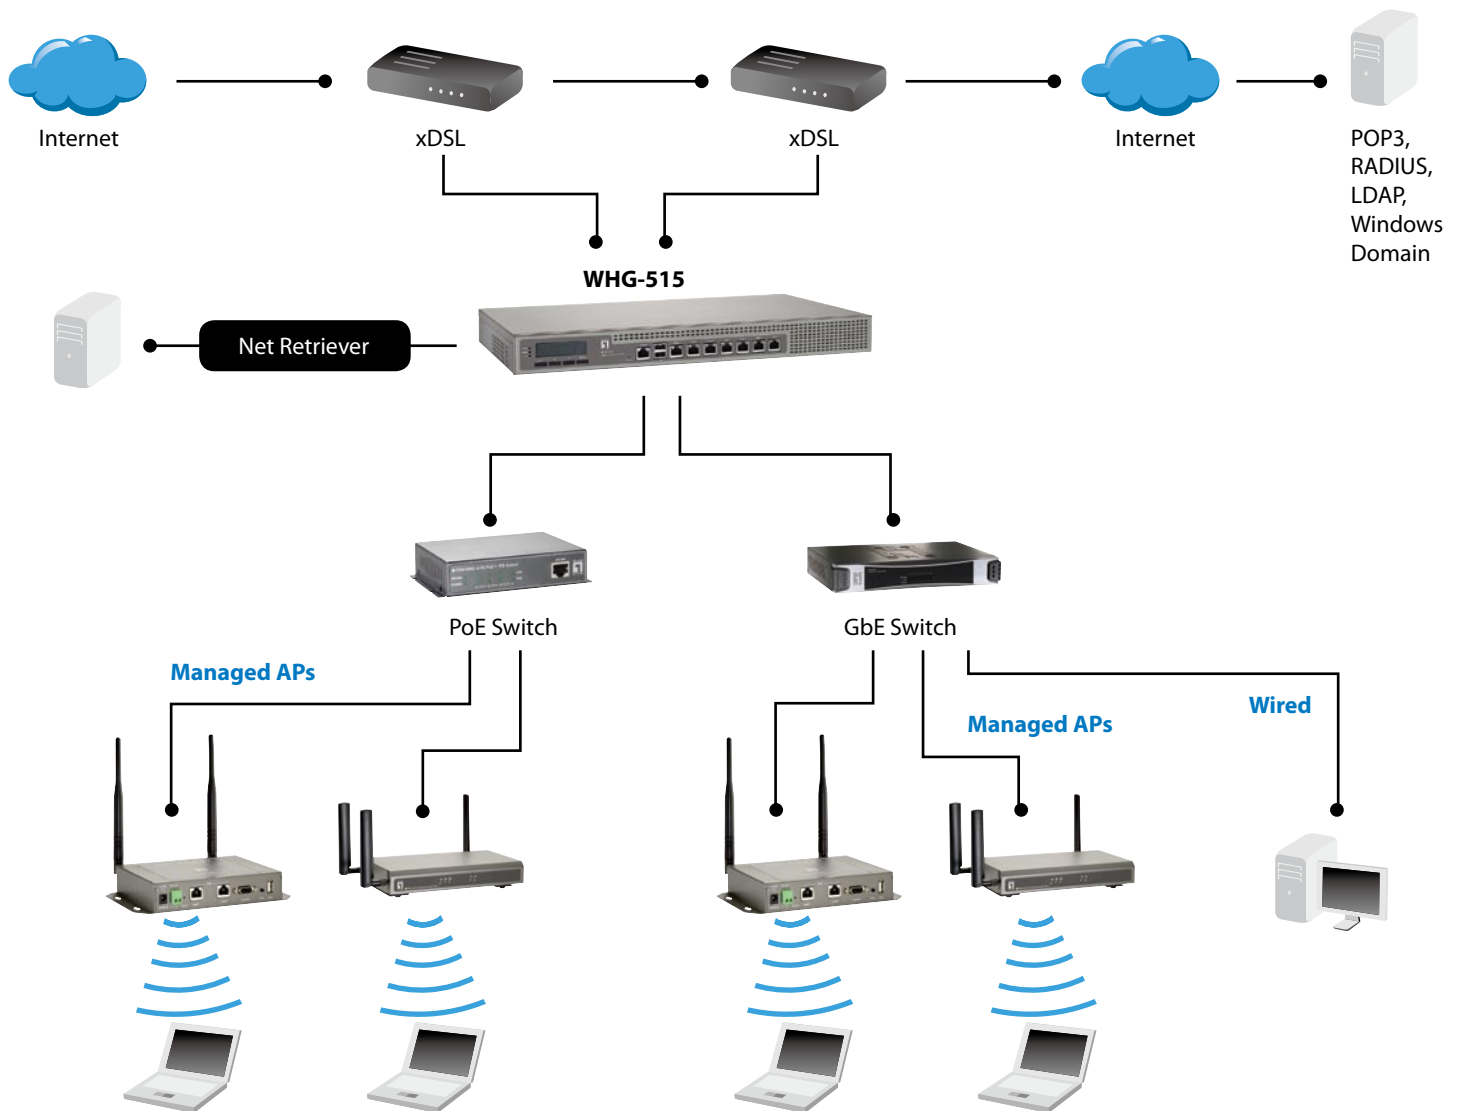 Internet
xDSL
xDSL
Internet
POP3,
RADIUS,
LDAP,
Windows
Domain
WHG-515
Net Retriever
PoE Switch
GbE Switch
Managed APs
Managed APs
Wired